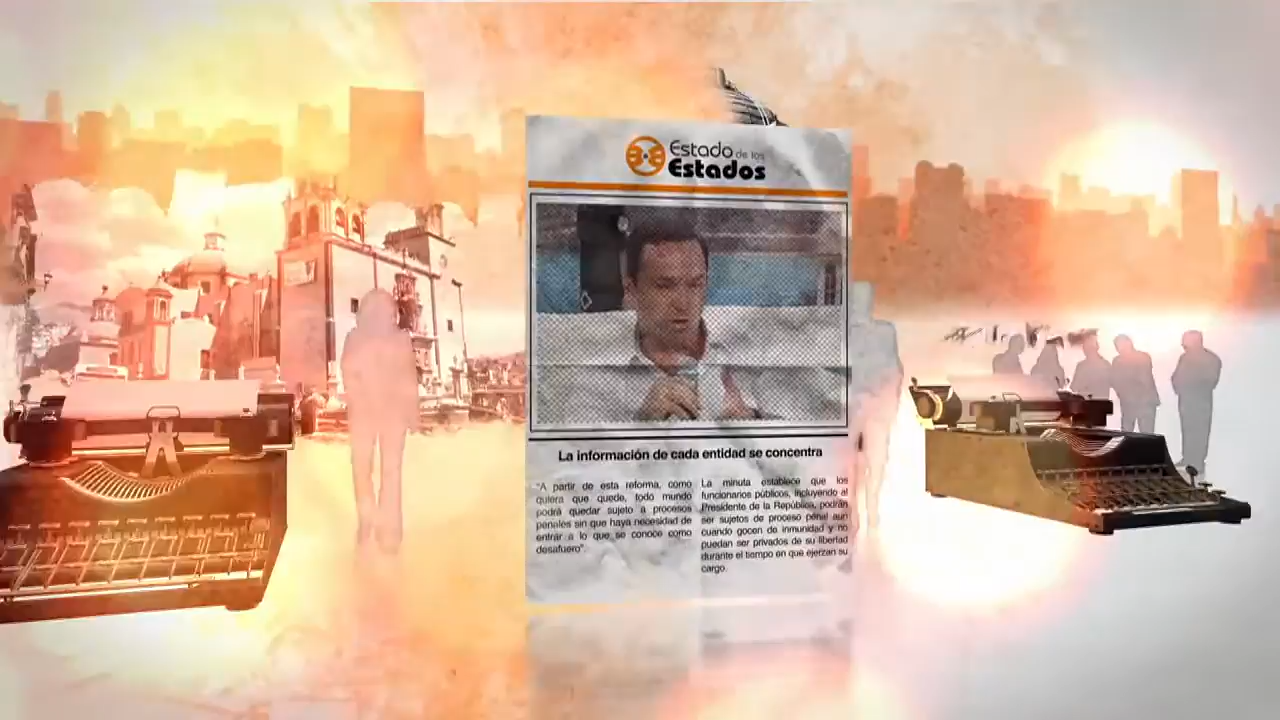 Estado de los
Estados
La información de cada entidad se concentra
"A partir de esta reforma, como
quiera que quede, todo mundo
podrá quedar sujeto a procesos
penales sin que haya necesidad de
entrar a lo que se conoce como
desafuero".
La minuta establece que los
funcionarios públicos, incluyendo al
Presidente de la República, podrán
ser sujetos de proceso penal aun
cuando gocen de inmunidad y no
puedan ser privados de su libertad
durante el tiempo en que ejerzan su
cargo.